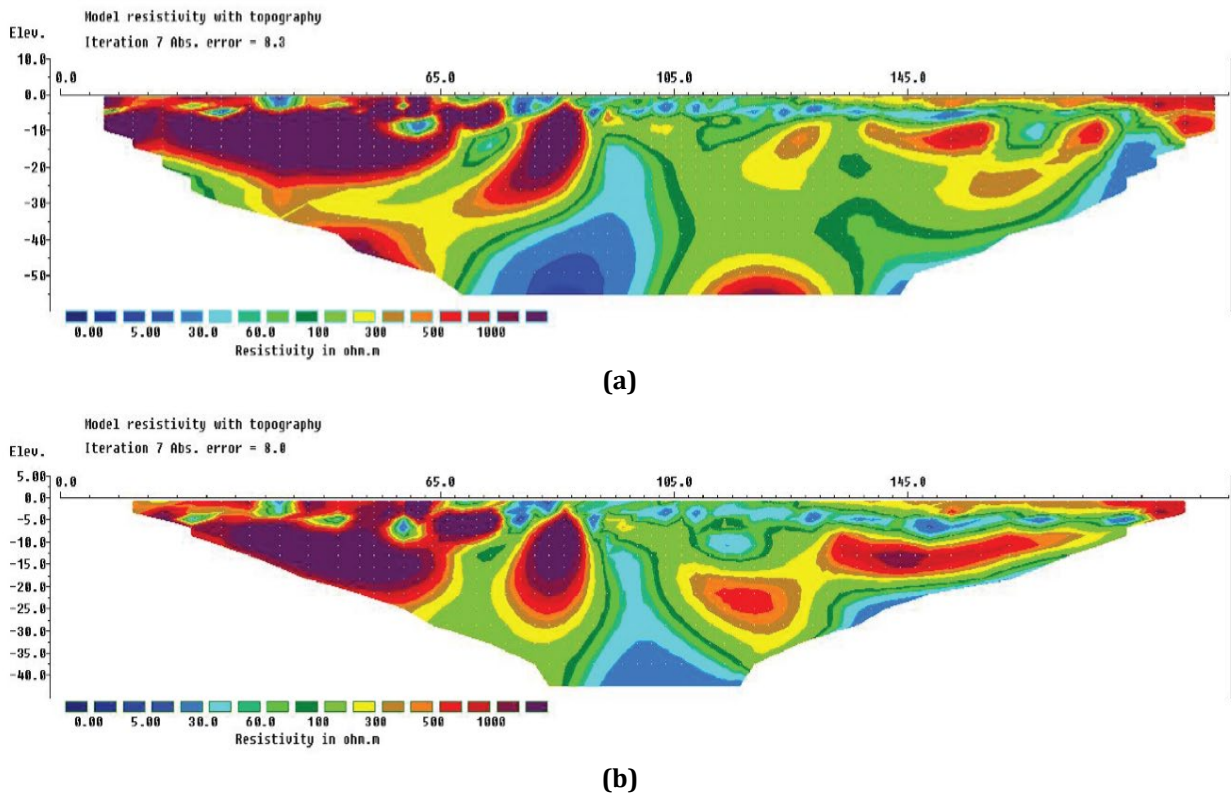 Model resistivity with topography
Elev.
Iteration 7 Abs. error = 8.3
10.0
0.0 65.0 105.0 145.0
0.0
-10
-20
-30
-40
-50
0.00 5.00 30.0 60.0 100 300 500 1000
Resistivity in ohm.m
(a)
Model resistivity with topography
Iteration 7 Abs. error = 8.0
Elev.
5.00
0.0 65.0 105.0 145.0
0.0
-5.0
-10.0
-15.0
-20.0
-25.0
-30.0
-35.0
-40.0
0.00 5.00 30.0 60.0 100 300 500 1000
Resistivity in ohm.m
(b)